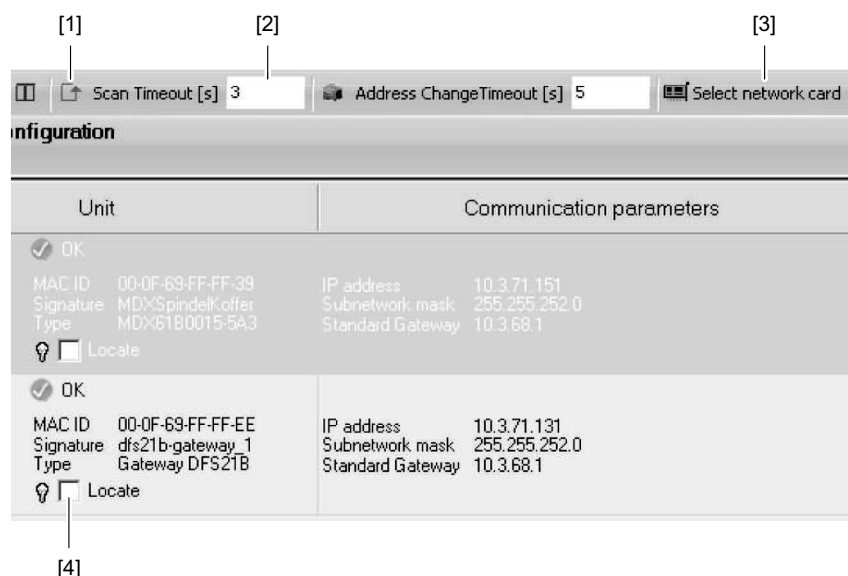 [1] [2] [3]
Scan Timeout [s] 3 Address ChangeTimeout [s] 5 Select network card
nfiguration
Unit Communication parameters
OK
MAC ID 00-0F-69-FF-FF-39 IP address 10.3.71.151
Signature MDXSpindelKoffer Subnetwork mask 255.255.252.0
Type MDX61B0015-5A3 Standard Gateway 10.3.68.1
Locate
OK
MAC ID 00-0F-69-FF-FF-EE IP address 10.3.71.131
Signature dfs21b-gateway_1 Subnetwork mask 255.255.252.0
Type Gateway DFS21B Standard Gateway 10.3.68.1
Locate
[4]